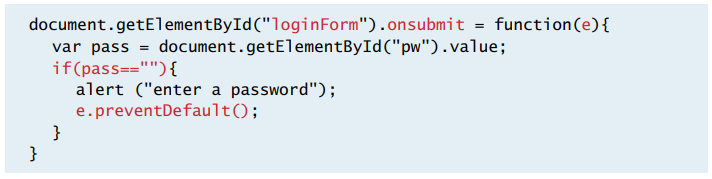 document.getElementById("loginForm").onsubmit = function(e){
var pass = document.getElementById("pw").value;
if(pass==""){
alert ("enter a password");
e.preventDefault();
}
}